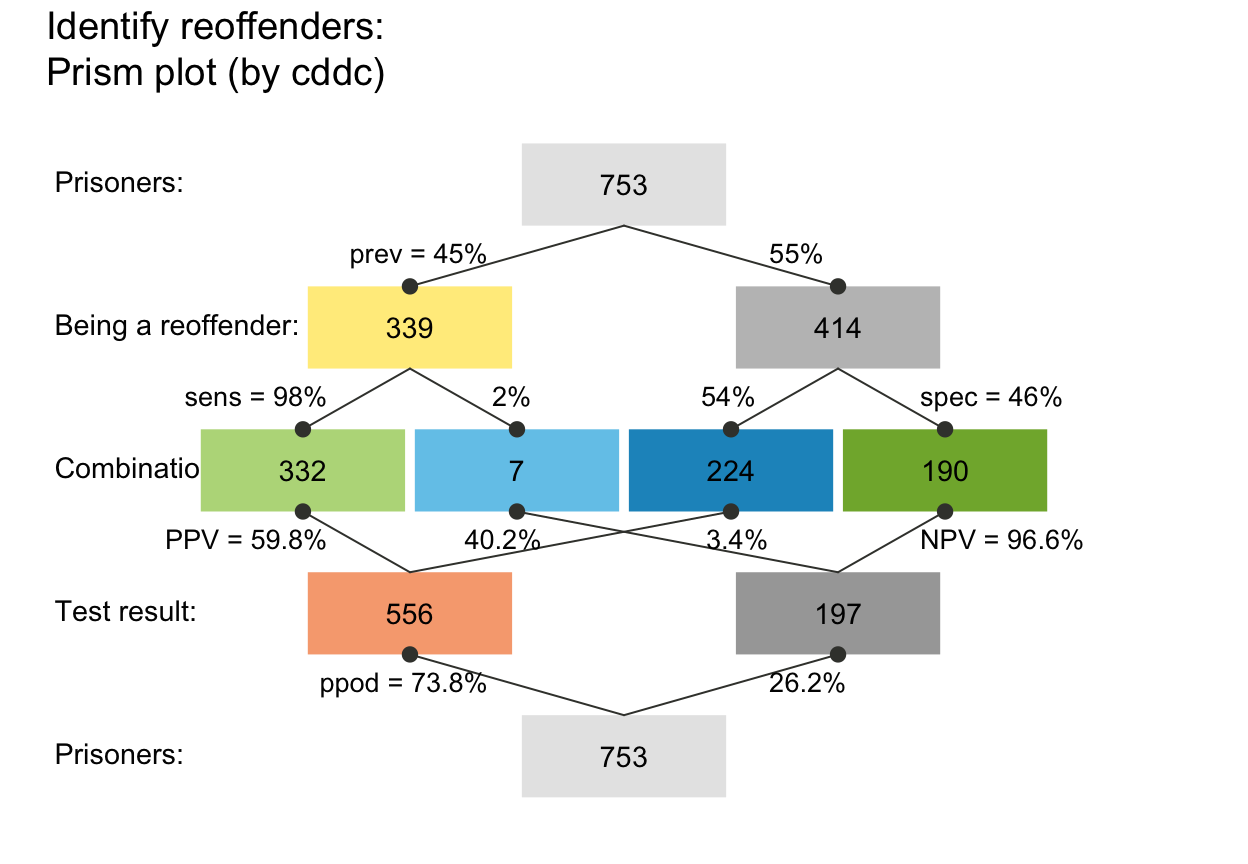 Identify reoffenders:
Prism plot (by cddc)
Prisoners:
753
prev = 45%
55%
Being a reoffender:
339
414
sens = 98%
2%
54%
spec = 46%
Combinatio
332
7
224
190
PPV = 59.8%
40.2%
3.4%
NPV = 96.6%
Test result:
556
197
ppod = 73.8%
26.2%
Prisoners:
753